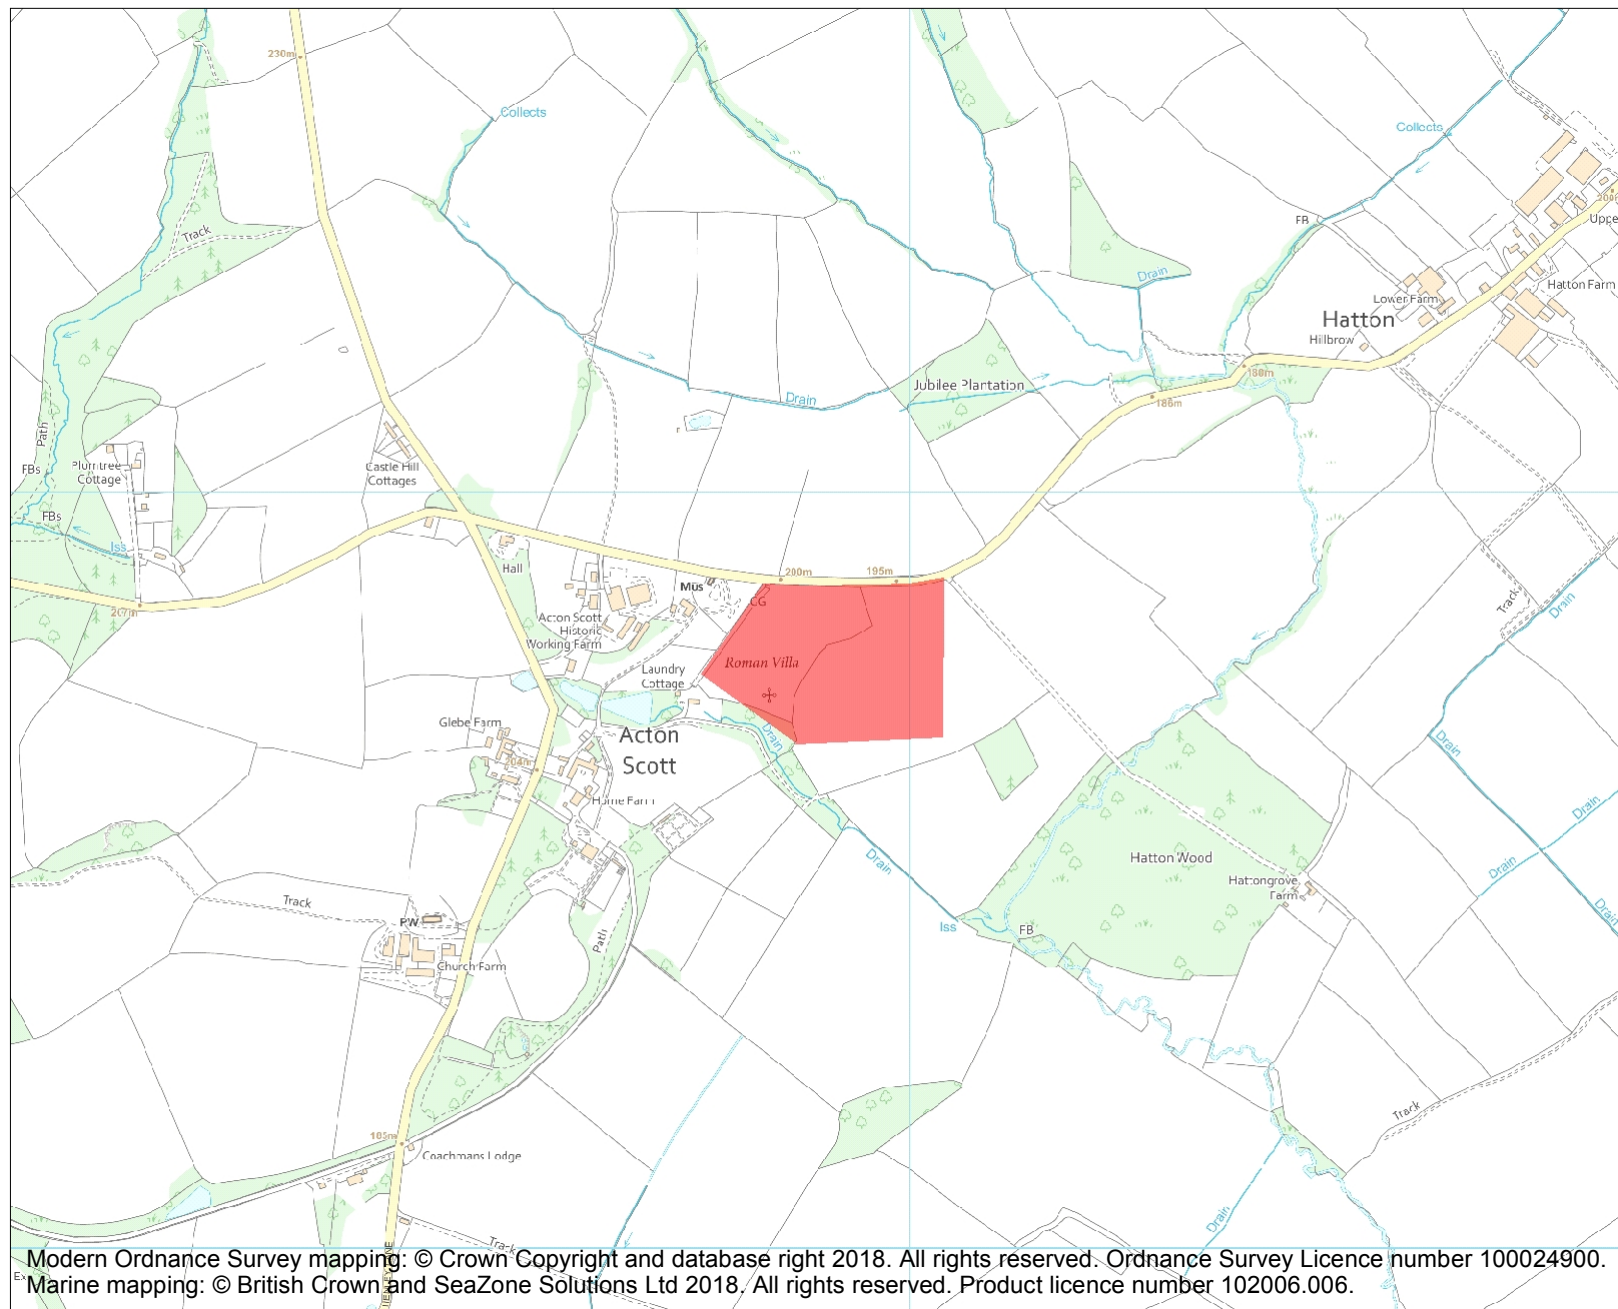 230m
Collects
Collects
Track
FB
Uppe
Drain
Hatton Farm
Lower Farm
Hatton
Hillbrow
180m
Jubilee Plantation
186m
Drain
Path
Castle Hill
Cottages
FBs
Plumtree
Cottage
FBs
Iss
Hall
200m
195m
Mus
CG
207m
Acton Scott
Historic
Working Farm
Track
Drain
Roman Villa
Laundry
Cottage
Glebe Farm
Acton
Scott
Drain
Drain
204m
Home Farm
Drain
Hatton Wood
Drain
Drain
Hattongrove
Farm
Track
PW
Iss
FB
Drain
Path
Church Farm
Track
185m
Coachmans Lodge
Drain
Track
Modern Ordnance Survey mapping: © Crown Copyright and database right 2018. All rights reserved. Ordnance Survey Licence number 100024900.
Marine mapping: © British Crown and SeaZone Solutions Ltd 2018. All rights reserved. Product licence number 102006.006.